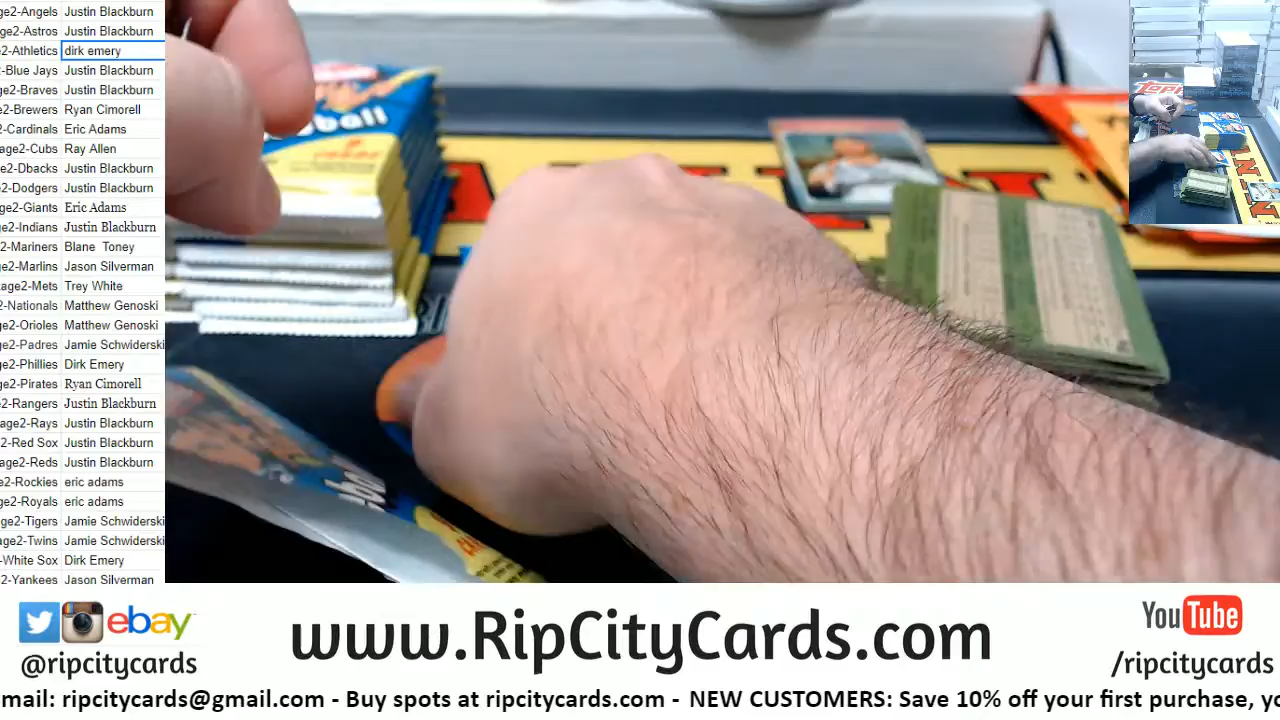 ge2-Angels Justin Blackburn
ge2-Astros Justin Blackburn
2-Athletics dirk emery
-Blue Jays Justin Blackburn
ge2-Braves Justin Blackburn
e2-Brewers Ryan Cimorell
2-Cardinals Eric Adams
age2-Cubs Ray Allen
e2-Dbacks Justin Blackburn
e2-Dodgers Justin Blackburn
ge2-Giants Eric Adams
ge2-Indians Justin Blackburn
2-Mariners Blane Toney
e2-Marlins Jason Silverman
age2-Mets Trey White
2-Nationals Matthew Genoski
e2-Orioles Matthew Genoski
e2-Padres Jamie Schwiderski
e2-Phillies Dirk Emery
e2-Pirates Ryan Cimorell
2-Rangers Justin Blackburn
age2-Rays Justin Blackburn
2-Red Sox Justin Blackburn
age2-Reds Justin Blackburn
e2-Rockies eric adams
e2-Royals eric adams
ge2-Tigers Jamie Schwiderski
ge2-Twins Jamie Schwiderski
-White Sox Dirk Emery
2-Yankees Jason Silverman
ball
ebay
@ripcitycards
www.RipCityCards.com
YouTube
/ripcitycards
mail: ripcitycards@gmail.com - Buy spots at ripcitycards.com - NEW CUSTOMERS: Save 10% off your first purchase, yo